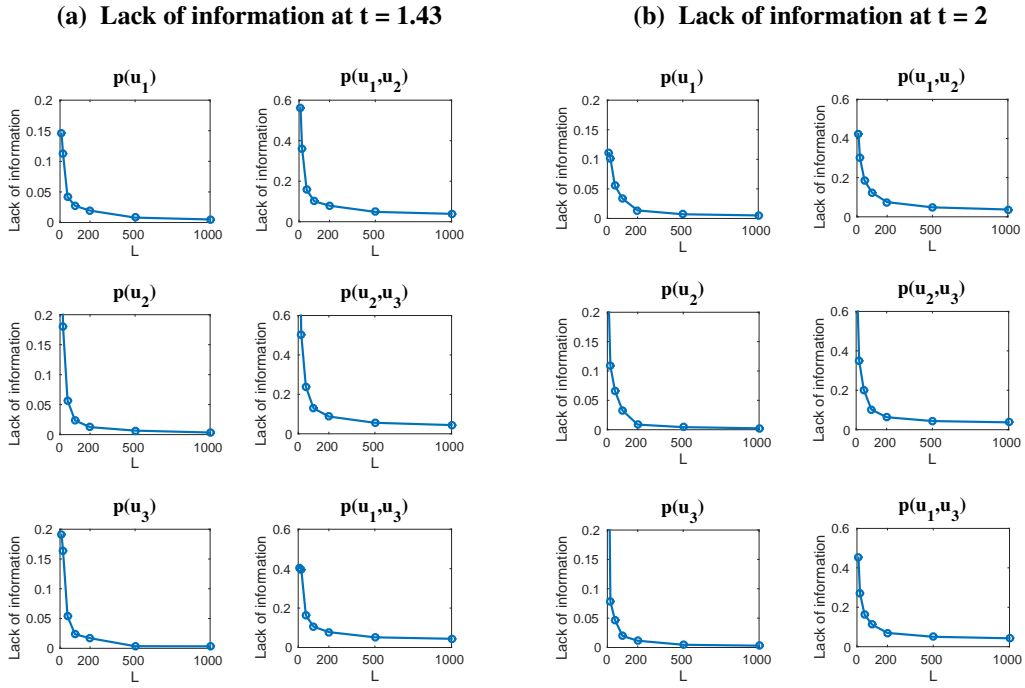 (a) Lack of information at t = 1.43
(b) Lack of information at t = 2
p(u1)
Lack of information
0.2
0.15
0.1
0.05
0
0 200 500 1000
L
p(u1,u2)
Lack of information
0.6
0.4
0.2
0
0 200 500 1000
L
p(u1)
Lack of information
0.2
0.15
0.1
0.05
0
0 200 500 1000
L
p(u1,u2)
Lack of information
0.6
0.4
0.2
0
0 200 500 1000
L
p(u2)
Lack of information
0.2
0.15
0.1
0.05
0
0 200 500 1000
L
p(u2,u3)
Lack of information
0.6
0.4
0.2
0
0 200 500 1000
L
p(u2)
Lack of information
0.2
0.15
0.1
0.05
0
0 200 500 1000
L
p(u2,u3)
Lack of information
0.6
0.4
0.2
0
0 200 500 1000
L
p(u3)
Lack of information
0.2
0.15
0.1
0.05
0
0 200 500 1000
L
p(u1,u3)
Lack of information
0.6
0.4
0.2
0
0 200 500 1000
L
p(u3)
Lack of information
0.2
0.15
0.1
0.05
0
0 200 500 1000
L
p(u1,u3)
Lack of information
0.6
0.4
0.2
0
0 200 500 1000
L